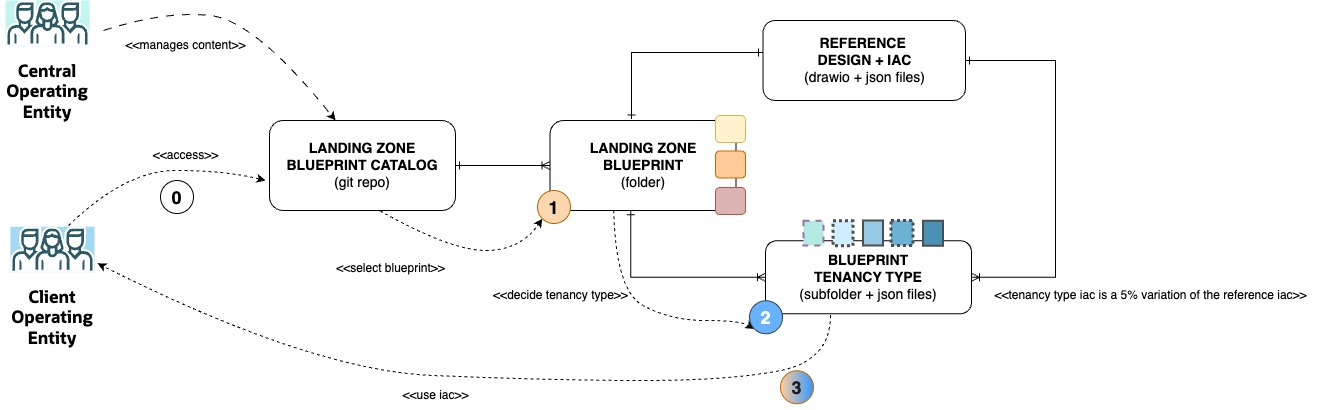 <<manages content>>
Central
Operating
Entity
REFERENCE
DESIGN + IAC
(drawio + json files)
LANDING ZONE
BLUEPRINT CATALOG
(git repo)
LANDING ZONE
BLUEPRINT
(folder)
<<access>>
0
1
Client
Operating
Entity
<<select blueprint>>
<<decide tenancy type>>
BLUEPRINT
TENANCY TYPE
(subfolder + json files)
2
<<tenancy type iac is a 5% variation of the reference iac>>
<<use iac>>
3